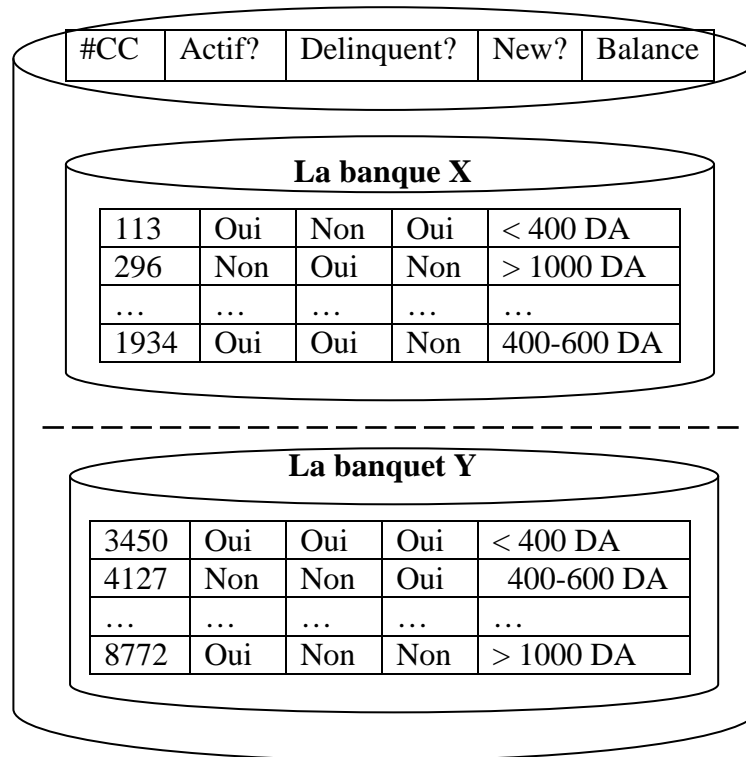 #CC Actif? Delinquent? New? Balance
La banque X
113 Oui Non Oui < 400 DA
296 Non Oui Non > 1000 DA
… … … … …
1934 Oui Oui Non 400-600 DA
La banquet Y
3450 Oui Oui Oui < 400 DA
4127 Non Non Oui 400-600 DA
… … … … …
8772 Oui Non Non > 1000 DA